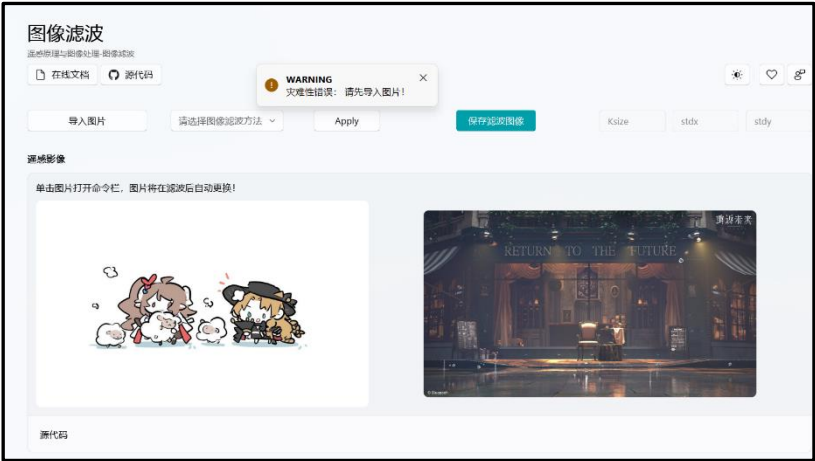 图像滤波
遥感原理与图像处理-图像滤波
在线文档
源代码
WARNING
灾难性错误： 请先导入图片！
导入图片
请选择图像滤波方法
Apply
保存滤波图像
Ksize
stdx
stdy
遥感影像
单击图片打开命令栏，图片将在滤波后自动更换！
RETURN TO THE FUTURE
源代码